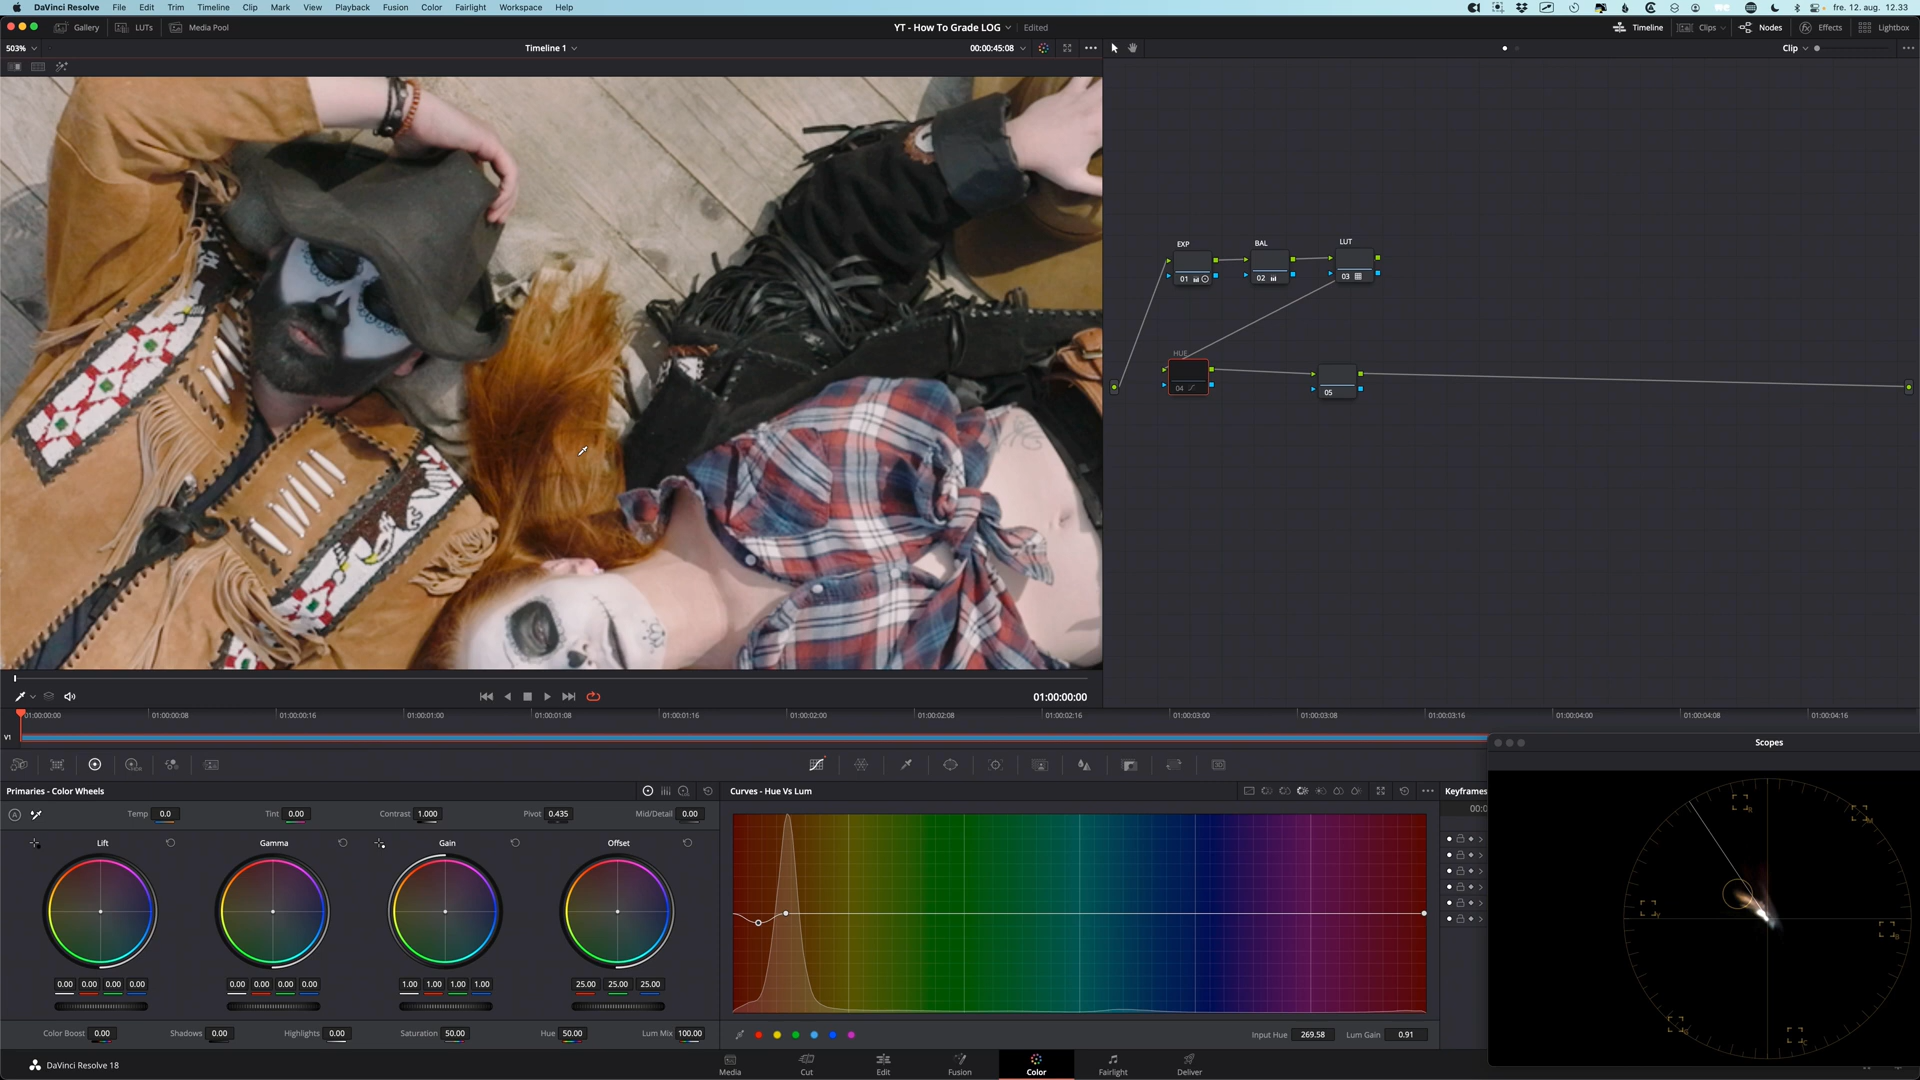 DaVinci Resolve File Edit Trim Timeline Clip Mark View Playback Fusion Color Fairlight Workspace Help fre. 12. aug. 12.33
Gallery LUTs Media Pool YT - How To Grade LOG Edited Timeline Clips Nodes Effects Lightbox
503% Timeline 1 00:00:45:08 Clip
EXP BAL LUT
01 02 03
HUE
04 05
01:00:00:00
01:00:00:00 01:00:00:08 01:00:00:16 01:00:01:00 01:00:01:08 01:00:01:16 01:00:02:00 01:00:02:08 01:00:02:16 01:00:03:00 01:00:03:08 01:00:03:16 01:00:04:00 01:00:04:08 01:00:04:16
V1
Scopes
Primaries - Color Wheels Curves - Hue Vs Lum Keyframes
Temp 0.0 Tint 0.00 Contrast 1.000 Pivot 0.435 Mid/Detail 0.00
Lift Gamma Gain Offset
0.00 0.00 0.00 0.00 0.00 0.00 0.00 0.00 1.00 1.00 1.00 1.00 25.00 25.00 25.00
Color Boost 0.00 Shadows 0.00 Highlights 0.00 Saturation 50.00 Hue 50.00 Lum Mix 100.00 Input Hue 269.58 Lum Gain 0.91
DaVinci Resolve 18 Media Cut Edit Fusion Color Fairlight Deliver